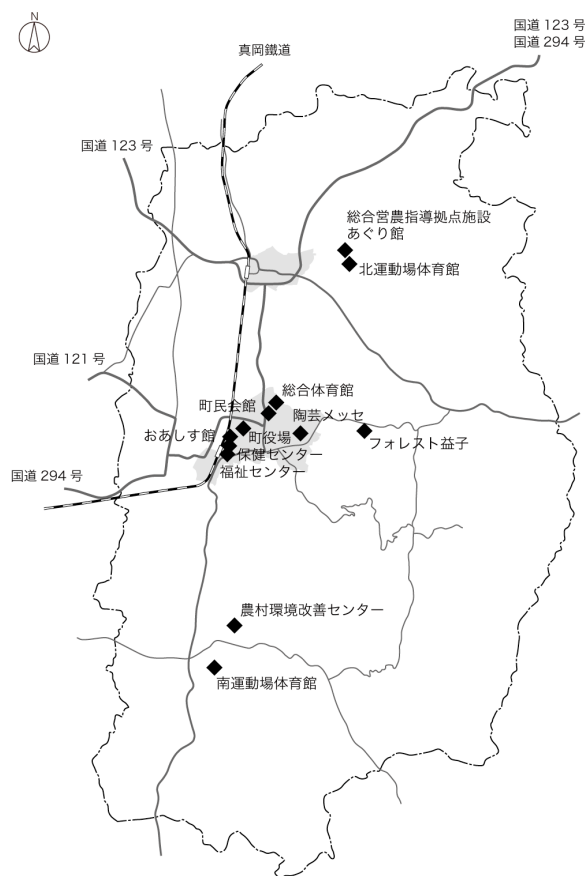 N
国道 123 号
国道 294 号
真岡鐵道
国道 123 号
総合営農指導拠点施設
あぐり館
北運動場体育館
国道 121 号
総合体育館
町民会館
陶芸メッセ
おあしす館
町役場
フォレスト益子
保健センター
福祉センター
国道 294 号
農村環境改善センター
南運動場体育館